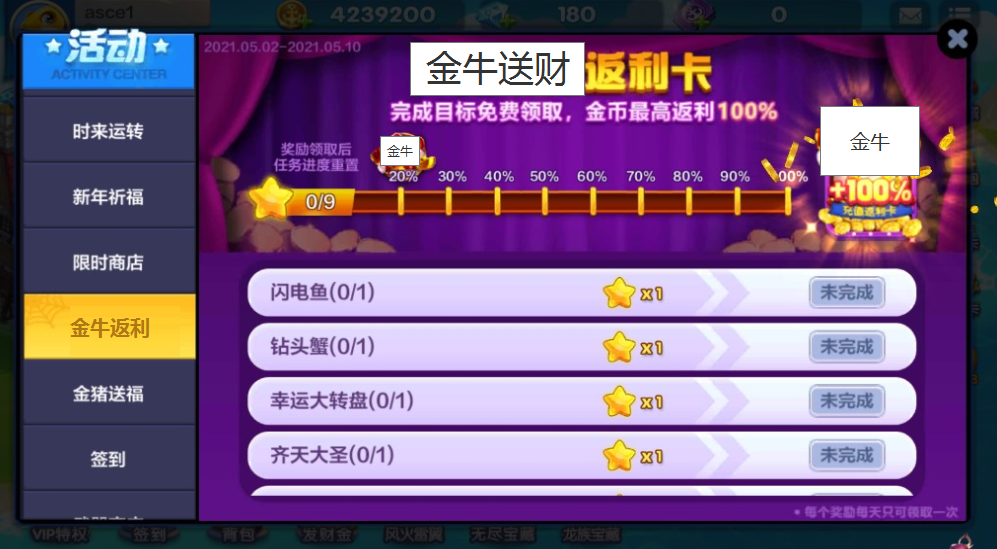 asce1
4239200
180
0
活动
ACTIVITY CENTER
2021.05.02-2021.05.10
金牛送财返利卡
完成目标免费领取，金币最高返利100%
奖励领取后
任务进度重置
金牛
金牛
20% 30% 40% 50% 60% 70% 80% 90% 00%
0/9
+100%
充值返利卡
时来运转
新年祈福
限时商店
金牛返利
金猪送福
签到
闪电鱼(0/1)
x1
未完成
钻头蟹(0/1)
x1
未完成
幸运大转盘(0/1)
x1
未完成
齐天大圣(0/1)
x1
未完成
• 每个奖励每天只可领取一次
VIP特权 签到 背包 发财金 风火雷翼 无尽宝藏 龙族宝藏